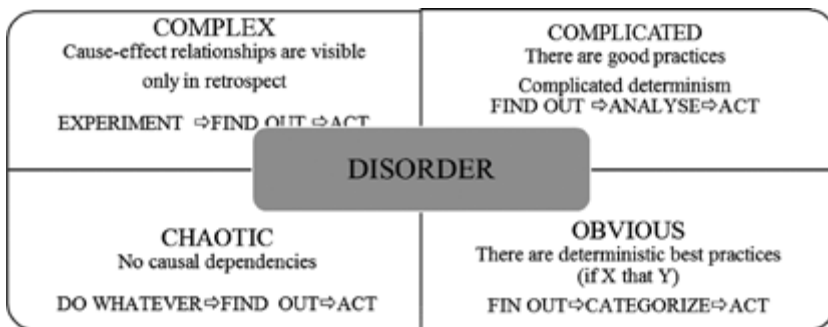 COMPLEX
Cause-effect relationships are visible
only in retrospect
EXPERIMENT ⇨FIND OUT ⇨ACT
COMPLICATED
There are good practices
Complicated determinism
FIND OUT ⇨ANALYSE⇨ACT
DISORDER
CHAOTIC
No causal dependencies
DO WHATEVER⇨FIND OUT⇨ACT
OBVIOUS
There are deterministic best practices
(if X that Y)
FIN OUT⇨CATEGORIZE⇨ACT